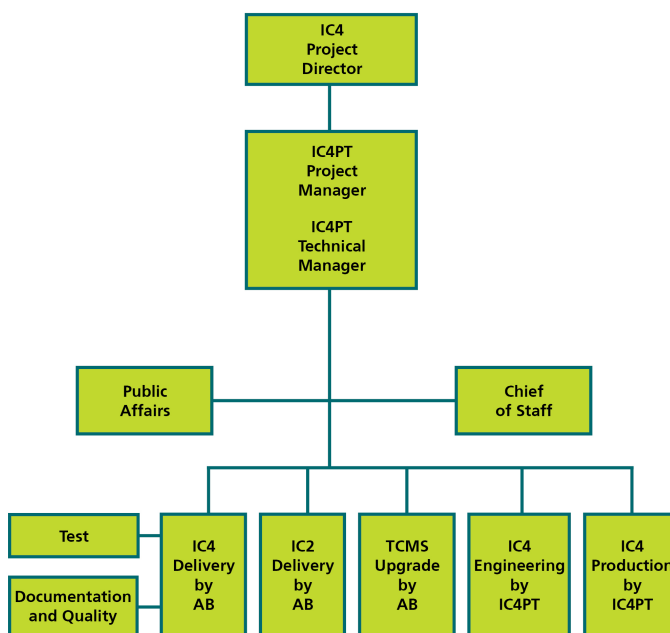 IC4
Project
Director
IC4PT
Project
Manager
IC4PT
Technical
Manager
Public
Affairs
Chief
of Staff
Test
Documentation
and Quality
IC4
Delivery
by
AB
IC2
Delivery
by
AB
TCMS
Upgrade
by
AB
IC4
Engineering
by
IC4PT
IC4
Production
by
IC4PT